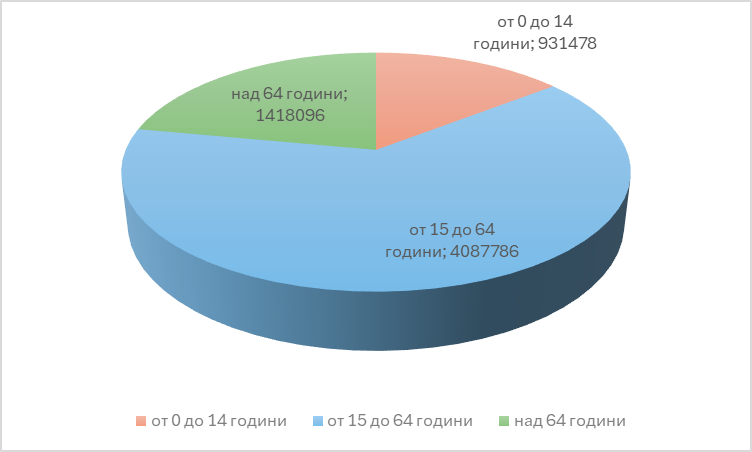 от 0 до 14
години; 931478
над 64 години;
1418096
от 15 до 64
години; 4087786
от 0 до 14 години
от 15 до 64 години
над 64 години